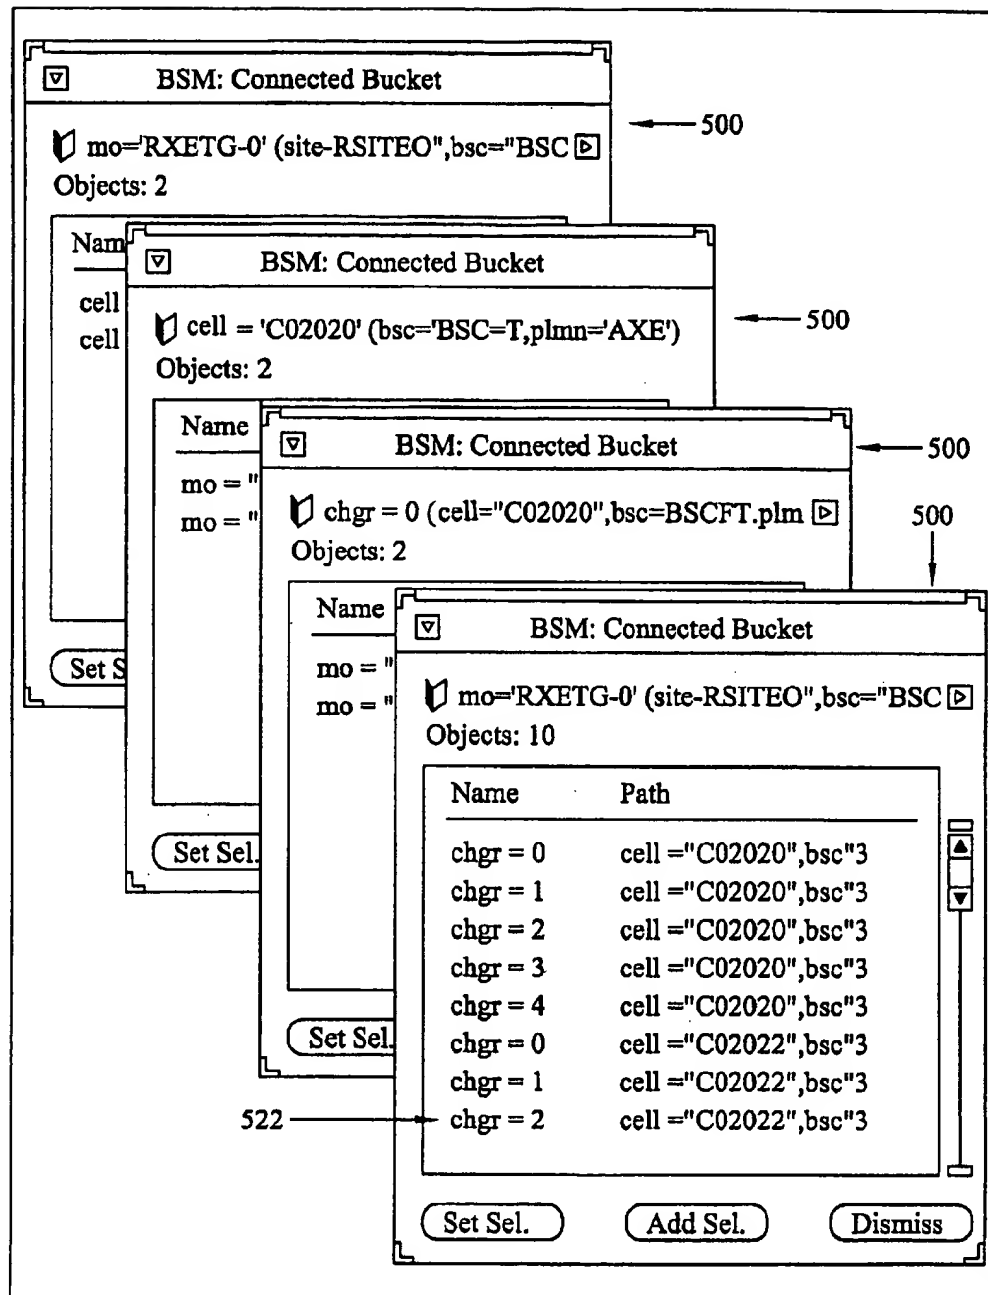 BSM: Connected Bucket
mo='RXETG-0' (site-RSITEO",bsc="BSC
Objects: 2
Nam
cell
cell
Set S
500
BSM: Connected Bucket
cell = 'C02020' (bsc='BSC=T,plmn='AXE')
Objects: 2
Name
mo = "
mo = "
Set Sel.
500
BSM: Connected Bucket
chgr = 0 (cell="C02020",bsc=BSCFT.plm
Objects: 2
Name
mo = "
mo = "
Set Sel.
500
500
BSM: Connected Bucket
mo='RXETG-0' (site-RSITEO",bsc="BSC
Objects: 10
Name Path
chgr = 0 cell ="C02020",bsc"3
chgr = 1 cell ="C02020",bsc"3
chgr = 2 cell ="C02020",bsc"3
chgr = 3 cell ="C02020",bsc"3
chgr = 4 cell ="C02020",bsc"3
chgr = 0 cell ="C02022",bsc"3
chgr = 1 cell ="C02022",bsc"3
522 chgr = 2 cell ="C02022",bsc"3
Set Sel. Add Sel. Dismiss